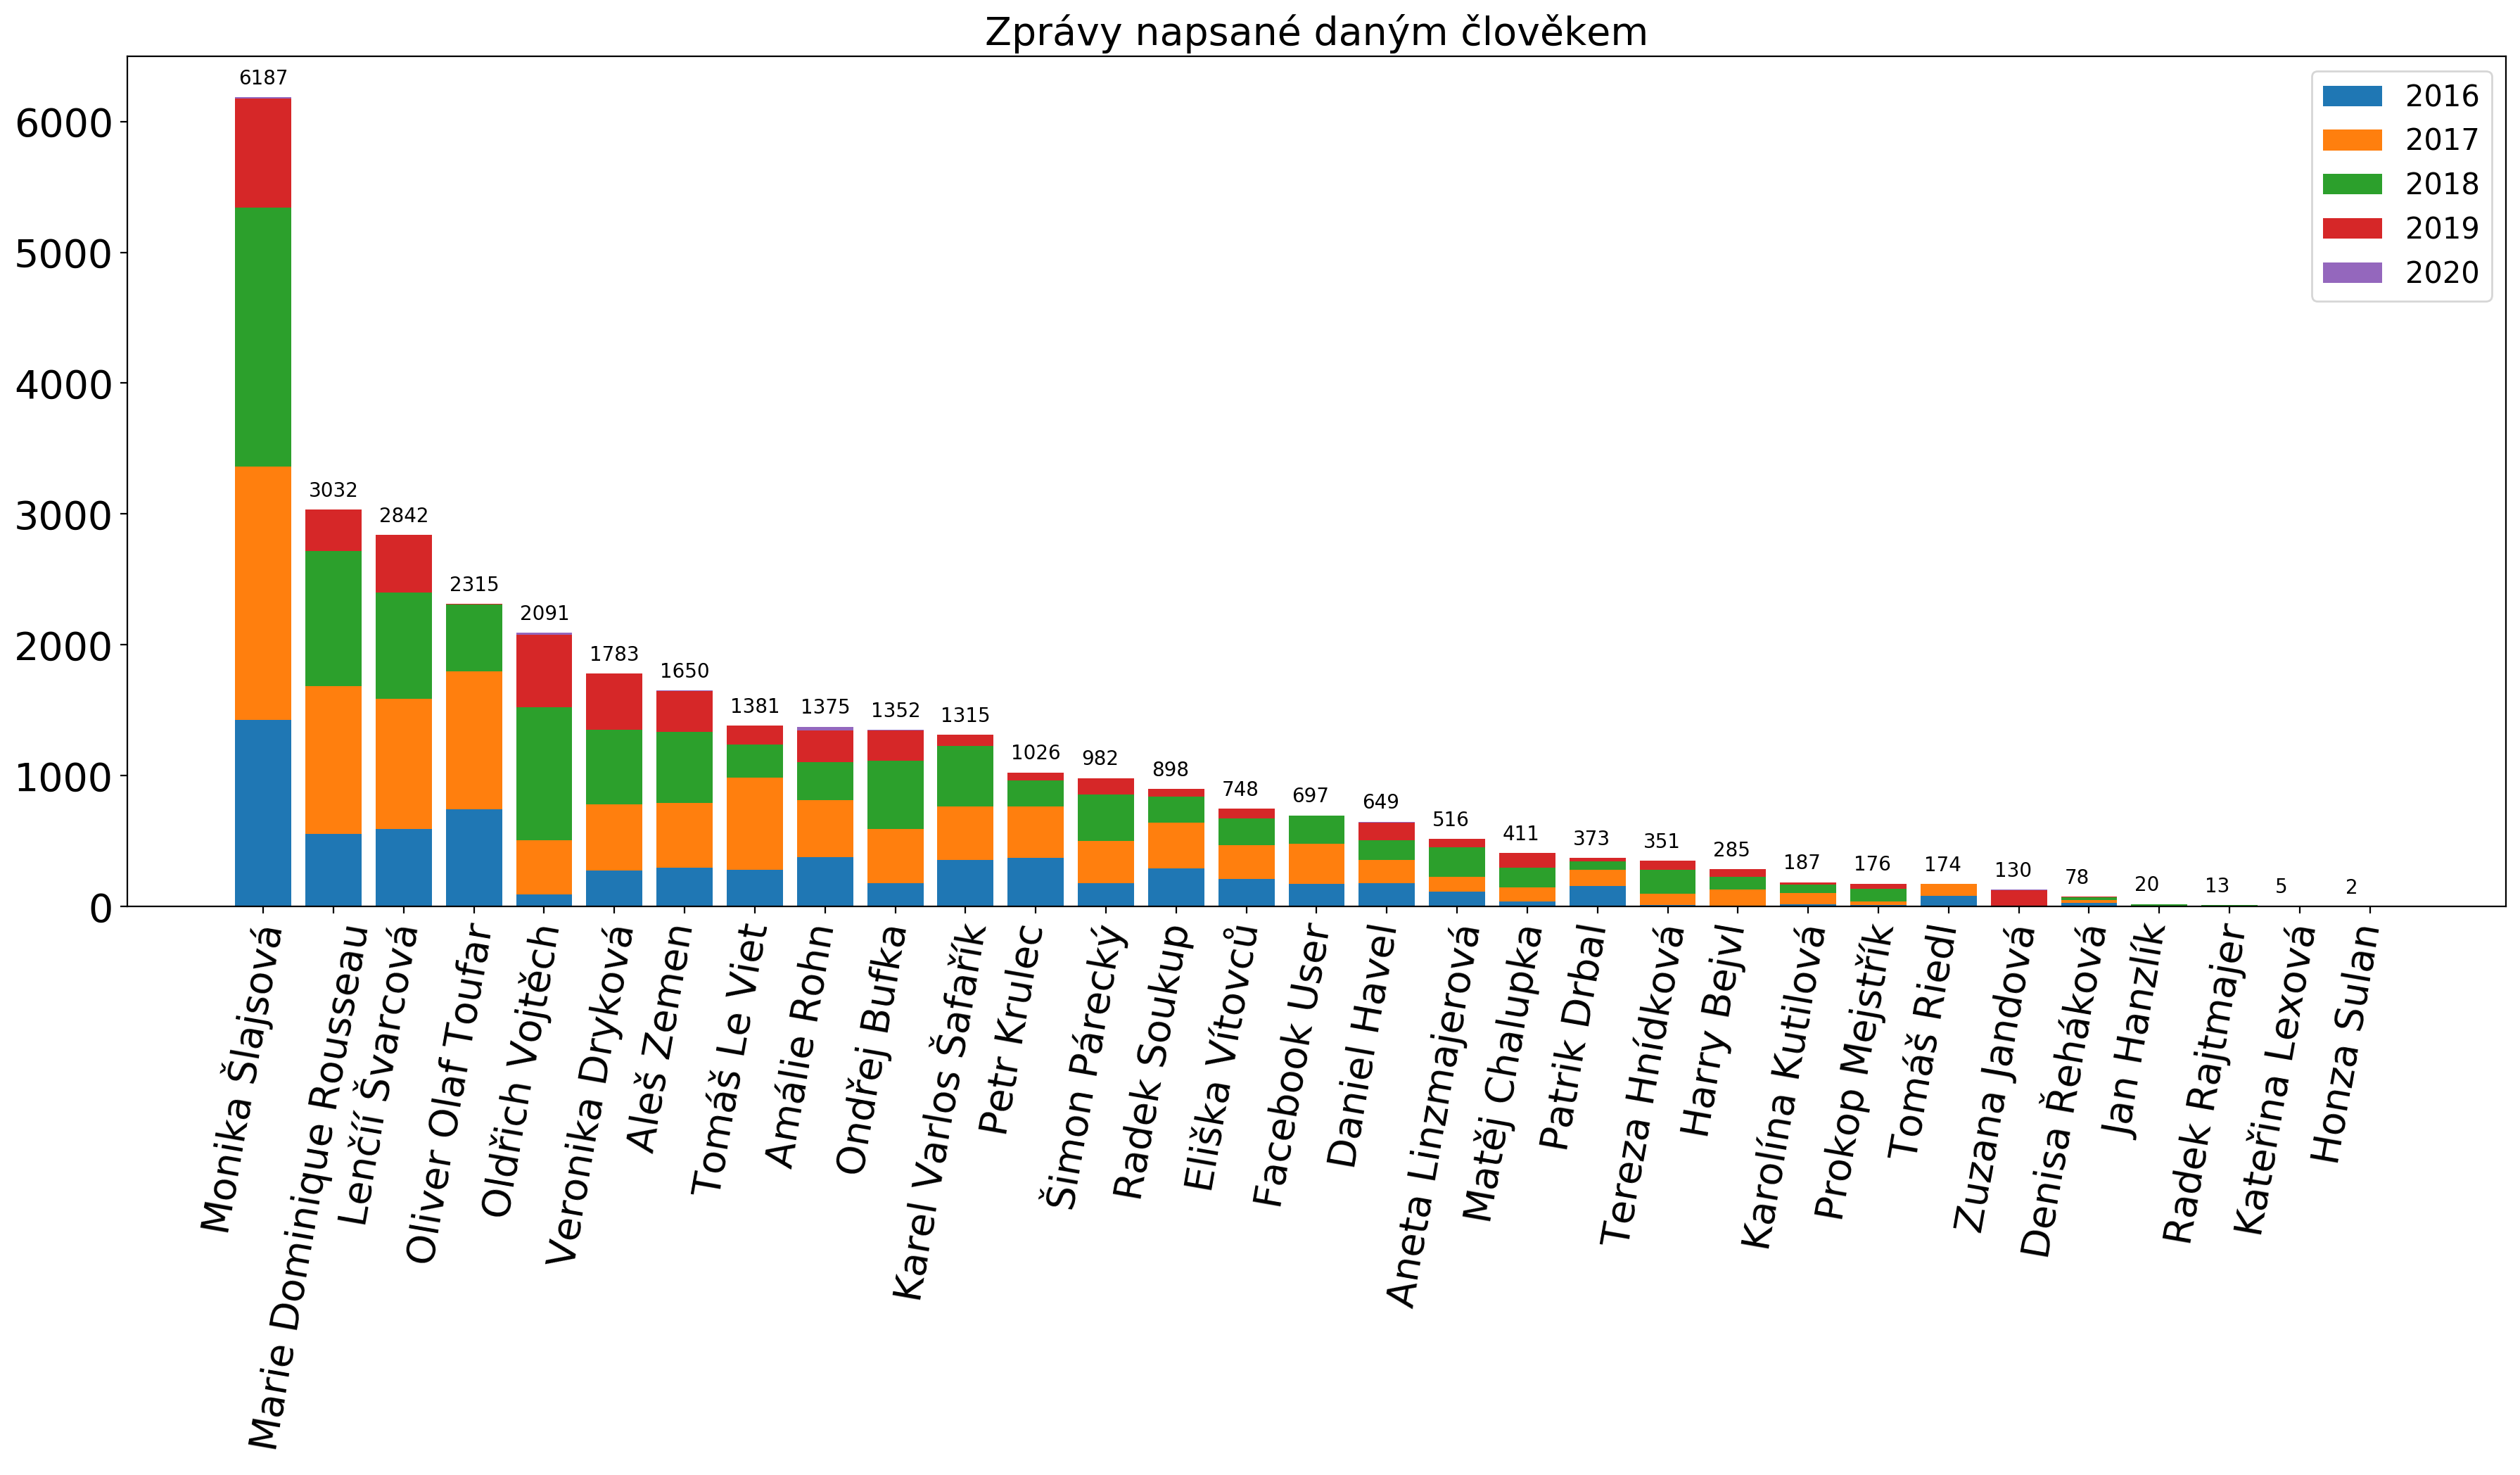 Zprávy napsané daným člověkem
2016
2017
2018
2019
2020
6000
5000
4000
3000
2000
1000
0
6187
3032
2842
2315
2091
1783
1650
1381
1375
1352
1315
1026
982
898
748
697
649
516
411
373
351
285
187
176
174
130
78
20
13
5
2
Monika Šlajsová
Marie Dominique Rousseau
Lenčíí Švarcová
Oliver Olaf Toufar
Oldřich Vojtěch
Veronika Dryková
Aleš Zemen
Tomáš Le Viet
Amálie Rohn
Ondřej Bufka
Karel Varlos Šafařík
Petr Krulec
Šimon Párecký
Radek Soukup
Eliška Vítovců
Facebook User
Daniel Havel
Aneta Linzmajerová
Matěj Chalupka
Patrik Drbal
Tereza Hnídková
Harry Bejvl
Karolína Kutilová
Prokop Mejstřík
Tomáš Riedl
Zuzana Jandová
Denisa Řeháková
Jan Hanzlík
Radek Rajtmajer
Kateřina Lexová
Honza Sulan